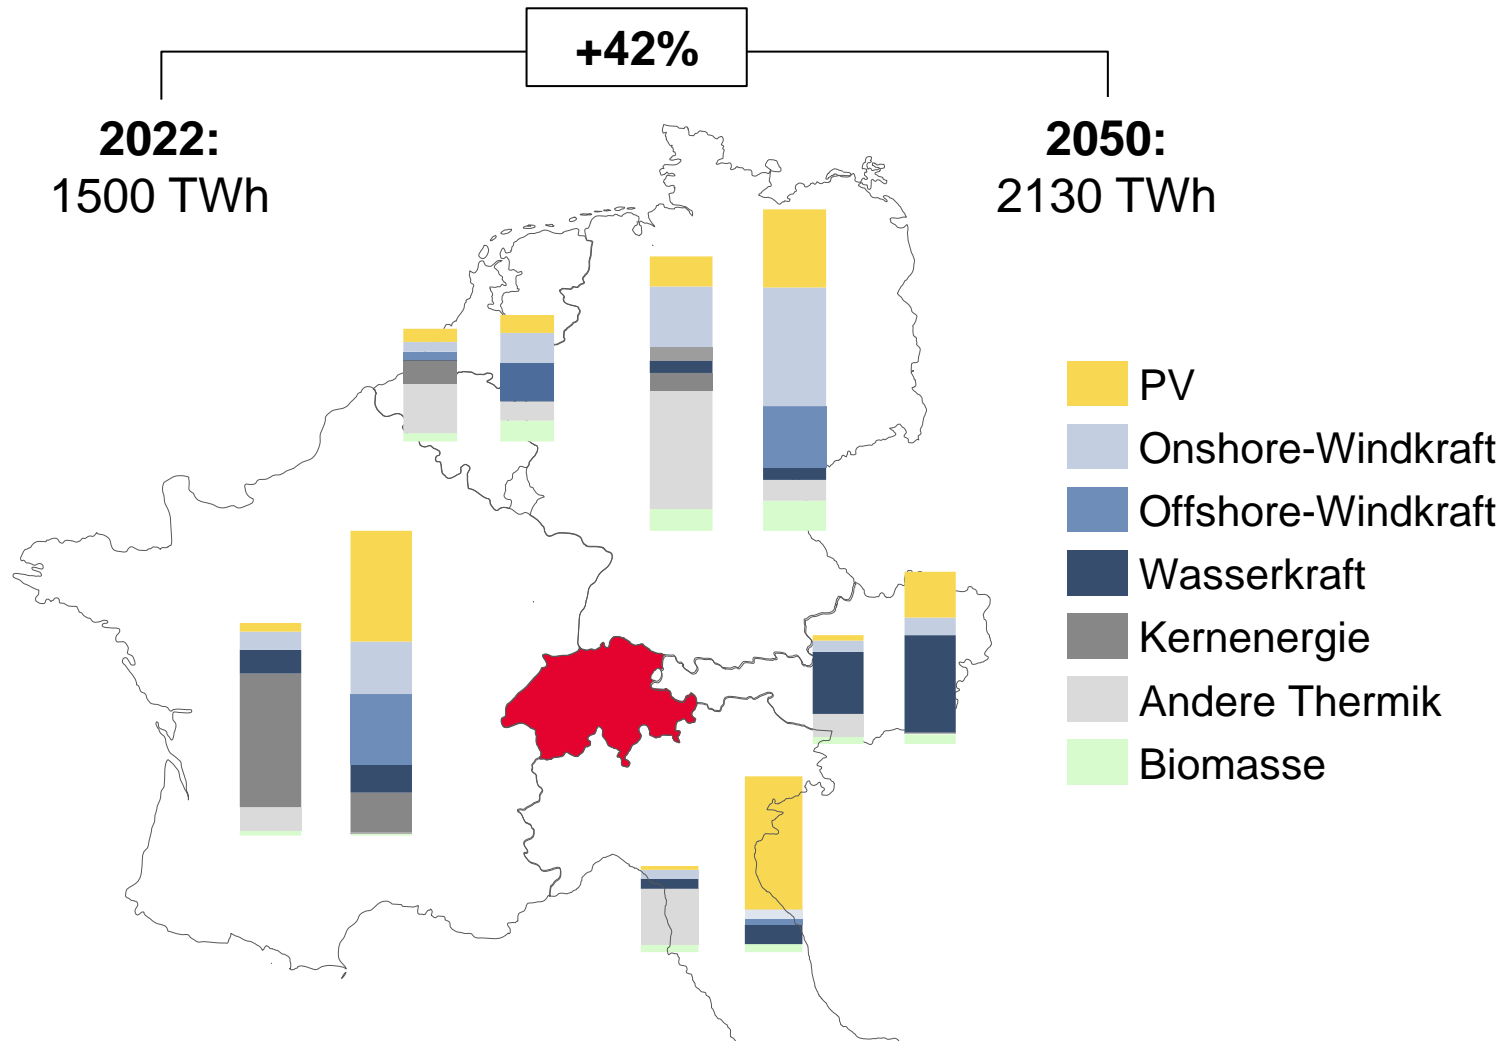 +42%
2022:
1500 TWh
2050:
2130 TWh
PV
Onshore-Windkraft
Offshore-Windkraft
Wasserkraft
Kernenergie
Andere Thermik
Biomasse